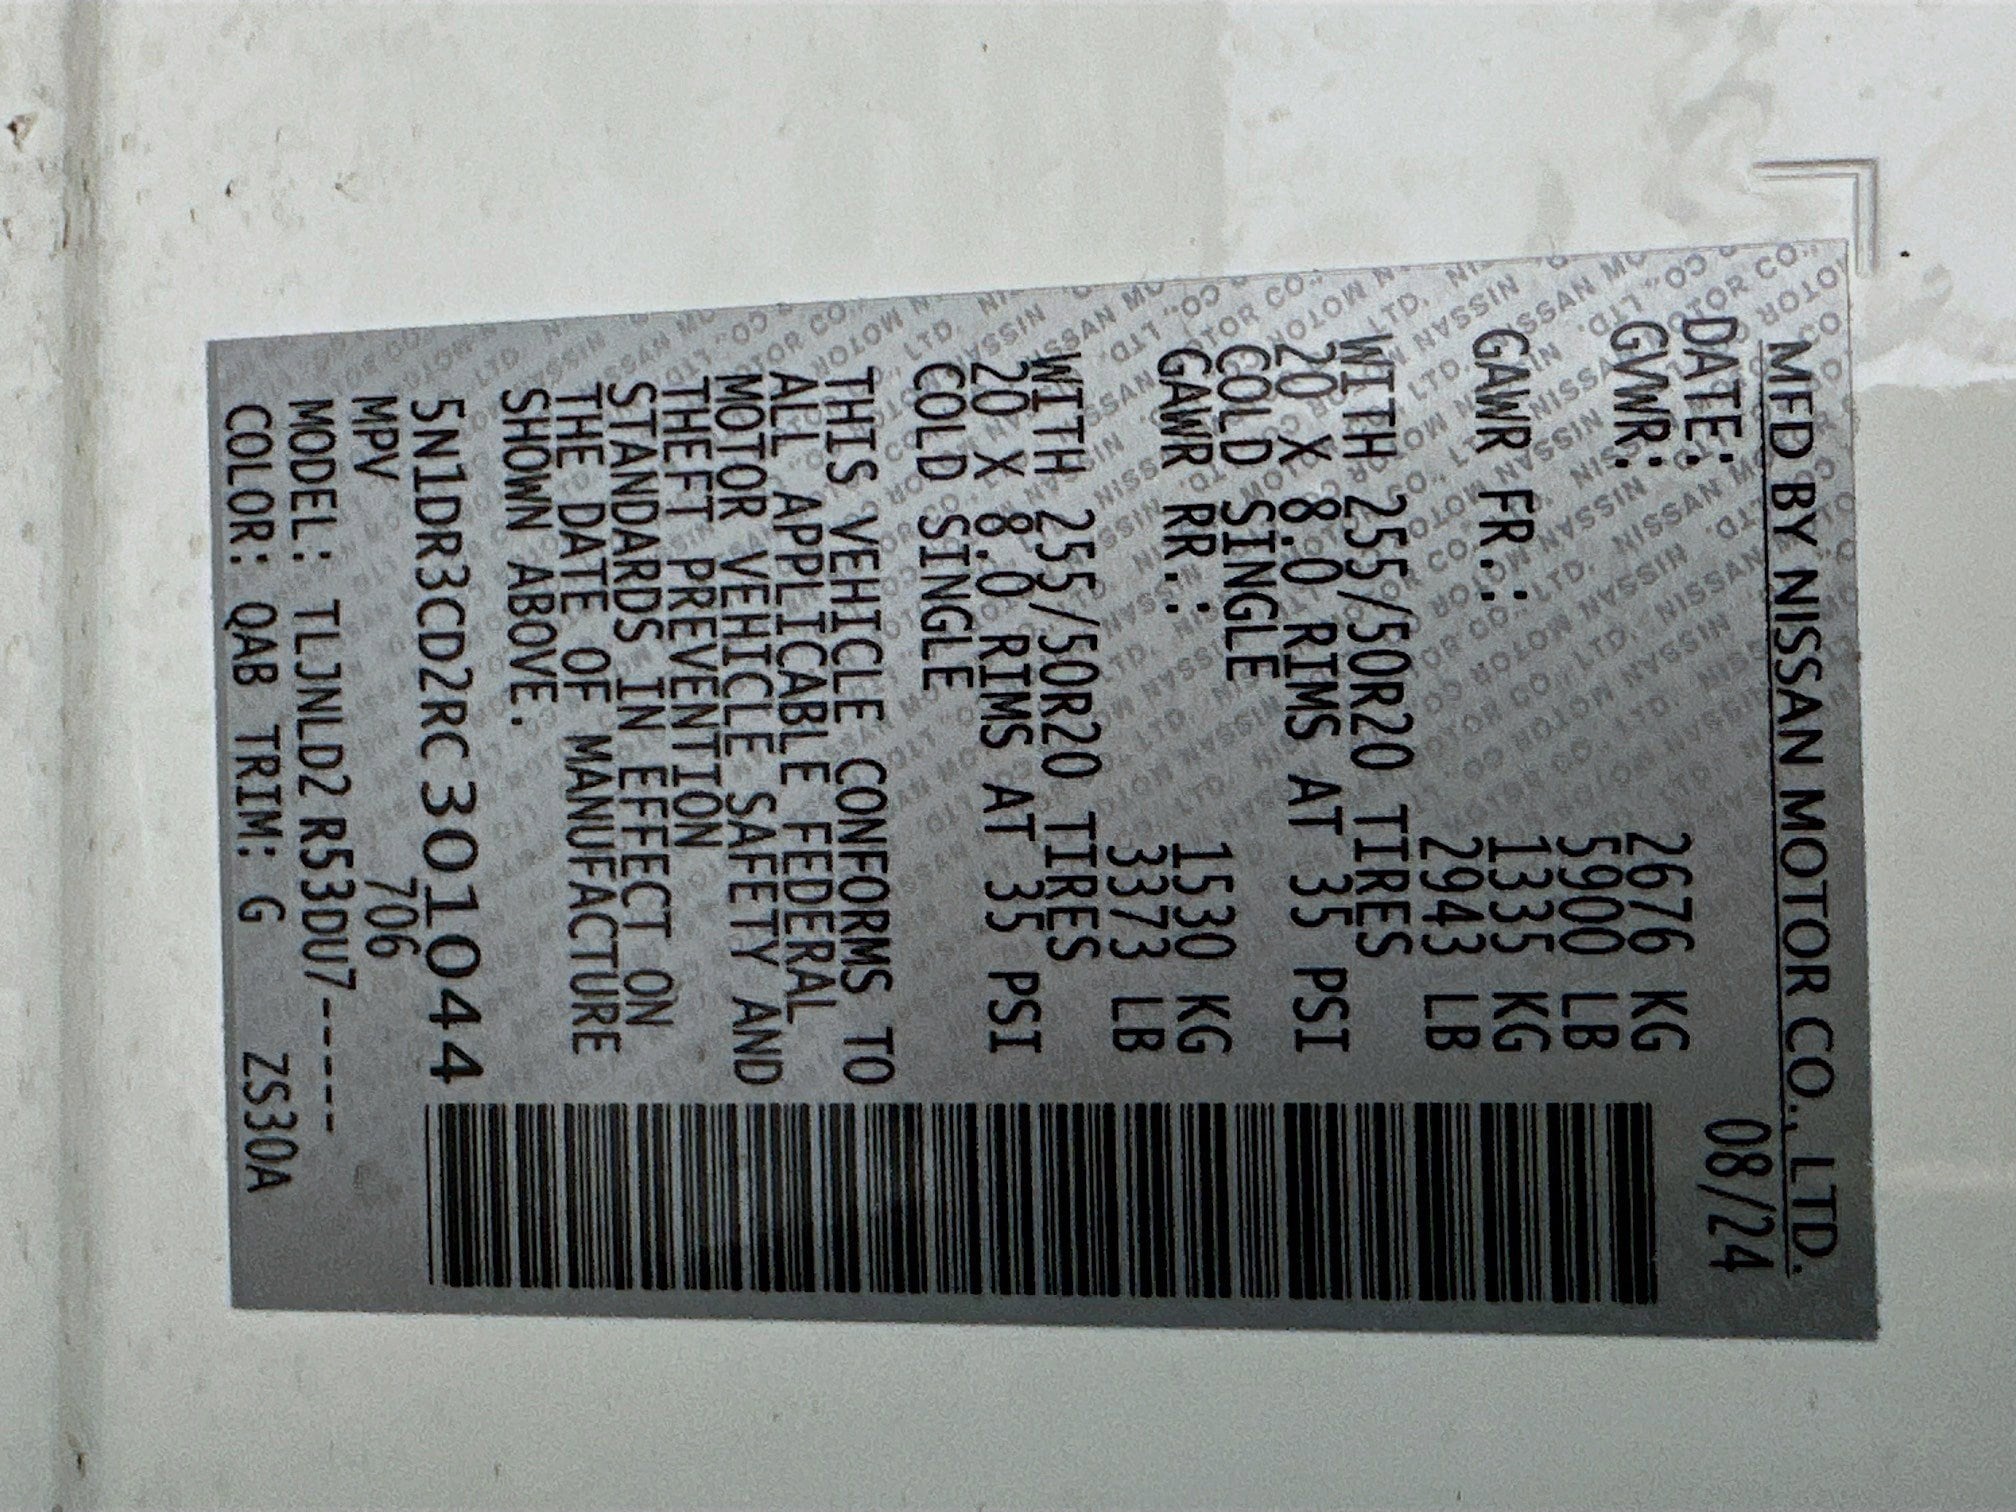 MFD BY NISSAN MOTOR CO., LTD.
DATE: 08/24
GVWR: 2676 KG
5900 LB
GAWR FR.: 1335 KG
2943 LB
WITH 255/50R20 TIRES
20 X 8.0 RIMS AT 35 PSI
COLD SINGLE
GAWR RR.: 1530 KG
3373 LB
WITH 255/50R20 TIRES
20 X 8.0 RIMS AT 35 PSI
COLD SINGLE
THIS VEHICLE CONFORMS TO
ALL APPLICABLE FEDERAL
MOTOR VEHICLE SAFETY AND
THEFT PREVENTION
STANDARDS IN EFFECT ON
THE DATE OF MANUFACTURE
SHOWN ABOVE.
5N1DR3CD2RC301044
MPV 706
MODEL: TLJNLD2 R53DU7-----
COLOR: QAB TRIM: G ZS30A